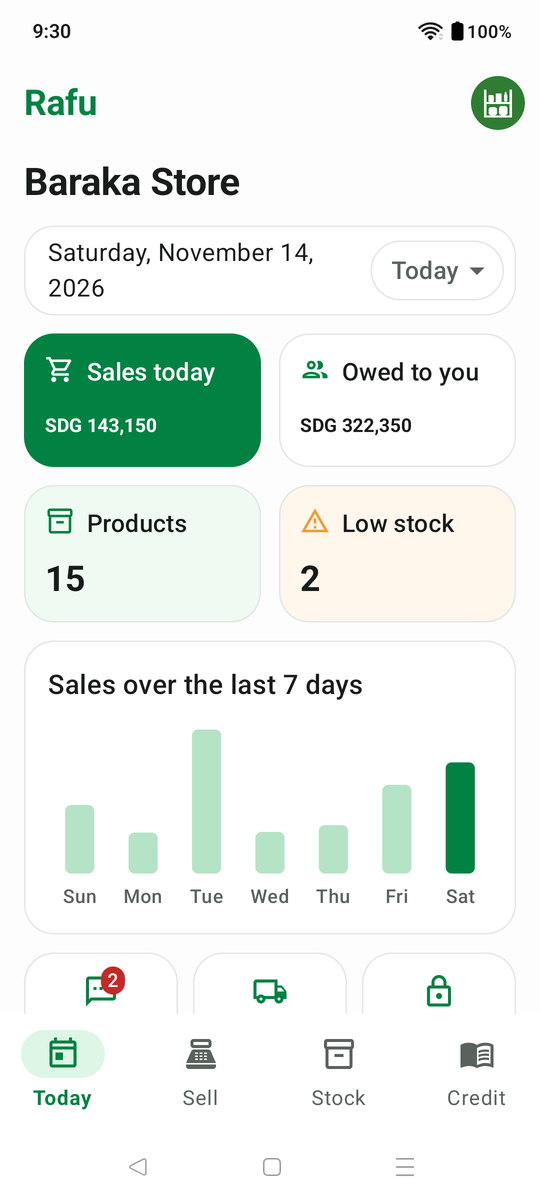 9:30
100%
Rafu
Baraka Store
Saturday, November 14,
2026
Today
Sales today
SDG 143,150
Owed to you
SDG 322,350
Products
15
Low stock
2
Sales over the last 7 days
Sun Mon Tue Wed Thu Fri Sat
2
Today
Sell
Stock
Credit